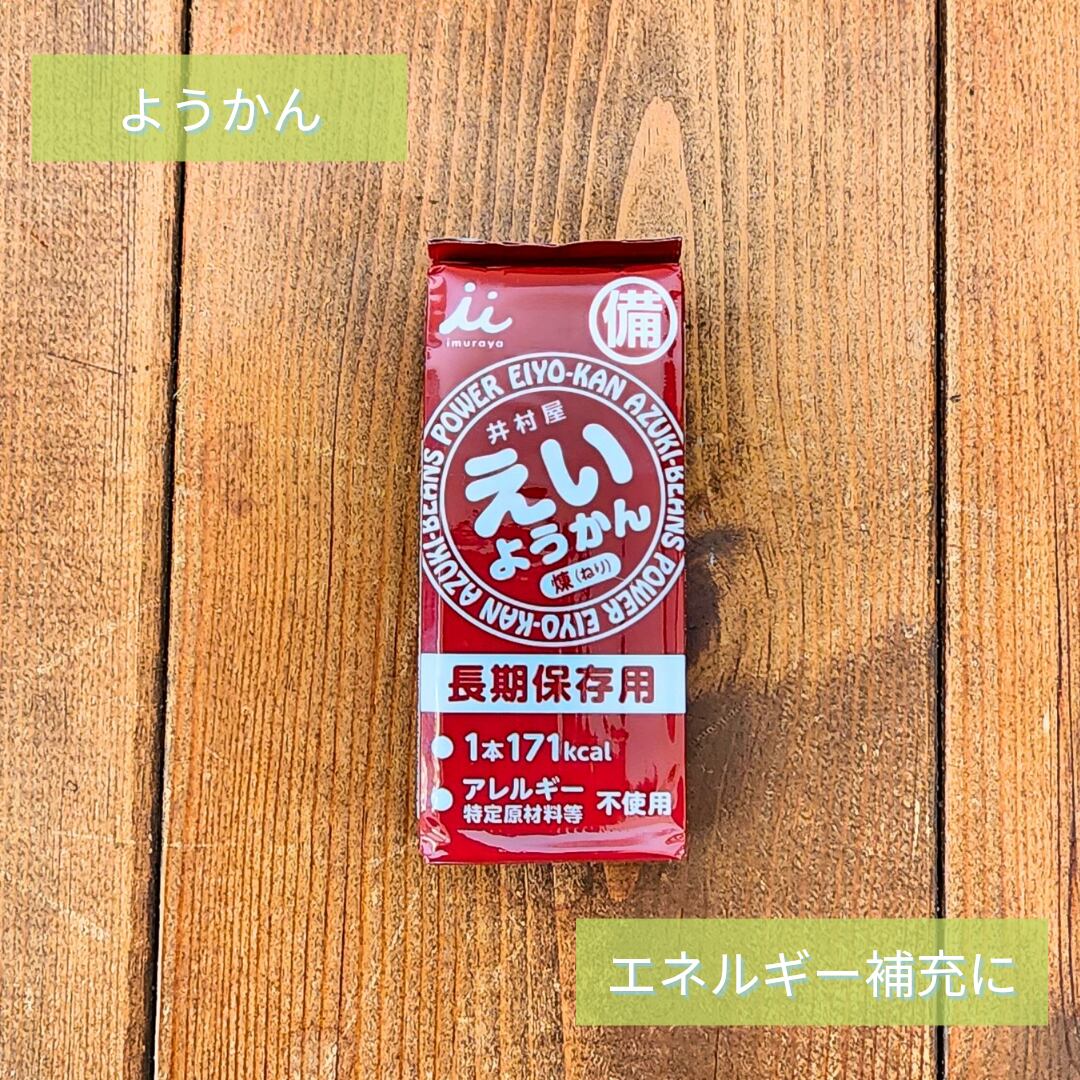 ようかん
imuraya
備
POWER EIYO-KAN AZUKI-BEANS POWER EIYO-KAN AZUKI-BEANS
井村屋
えい
ようかん
煉(ねり)
長期保存用
●1本171kcal
●アレルギー
特定原材料等 不使用
エネルギー補充に